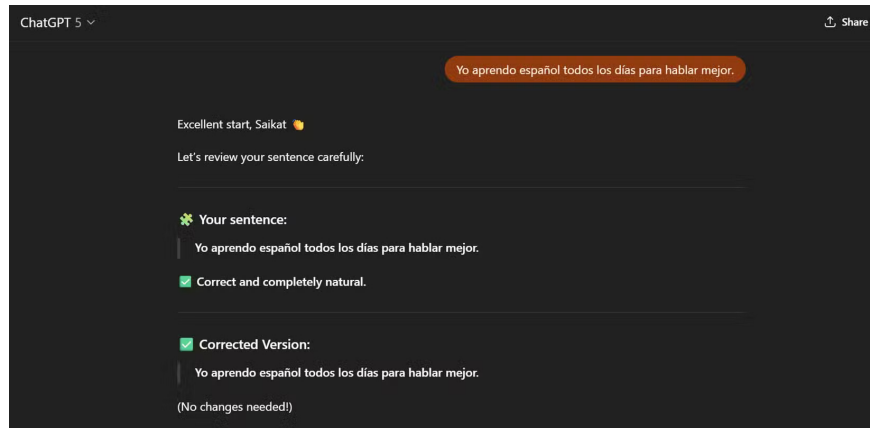 ChatGPT 5
Share
Yo aprendo español todos los días para hablar mejor.
Excellent start, Saikat 👏
Let's review your sentence carefully:
🧩 Your sentence:
Yo aprendo español todos los días para hablar mejor.
✅ Correct and completely natural.
✅ Corrected Version:
Yo aprendo español todos los días para hablar mejor.
(No changes needed!)